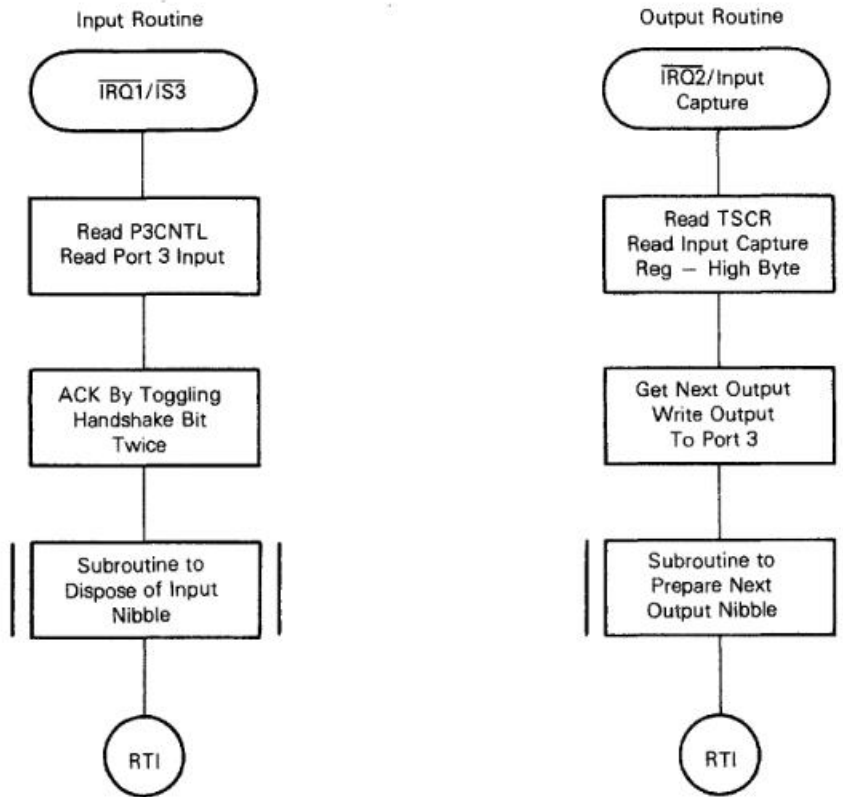 Input Routine
IRQ1/IS3
Read P3CNTL
Read Port 3 Input
ACK By Toggling
Handshake Bit
Twice
Subroutine to
Dispose of Input
Nibble
RTI
Output Routine
IRQ2/Input
Capture
Read TSCR
Read Input Capture
Reg — High Byte
Get Next Output
Write Output
To Port 3
Subroutine to
Prepare Next
Output Nibble
RTI